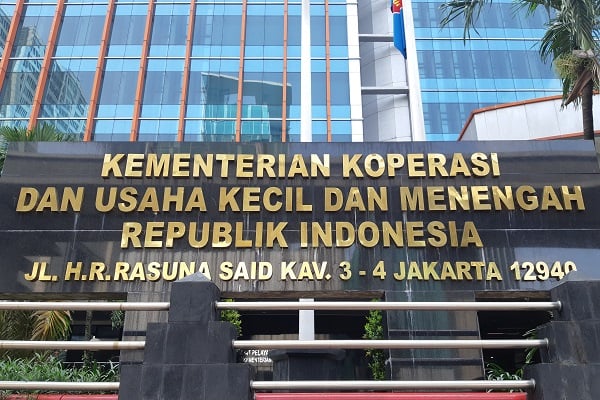 KEMENTERIAN KOPERASI
DAN USAHA KECIL DAN MENENGAH
REPUBLIK INDONESIA
JL. H.R. RASUNA SAID KAV. 3 - 4 JAKARTA 12940